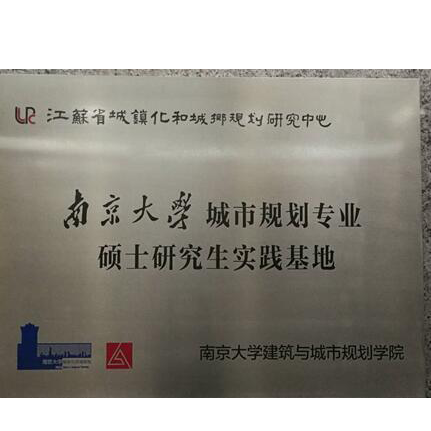 UPC 江蘇省城鎮化和城鄉規划研究中心
南京大學 城市规划专业
硕士研究生实践基地
南京大学建筑与城市规划学院